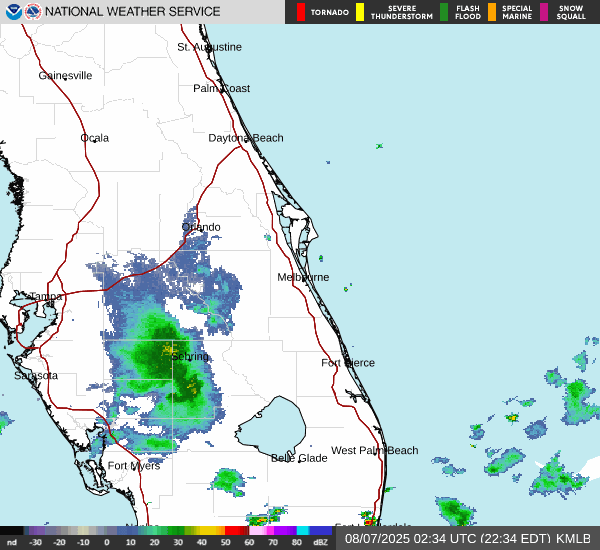 NATIONAL WEATHER SERVICE
TORNADO
SEVERE THUNDERSTORM
FLASH FLOOD
SPECIAL MARINE
SNOW SQUALL
St. Augustine
Gainesville
Palm Coast
Ocala
Daytona Beach
Orlando
Melbourne
Tampa
Sebring
Fort Pierce
Sarasota
West Palm Beach
Belle Glade
Fort Myers
nd -30 -20 -10 0 10 20 30 40 50 60 70 80 dBZ
08/07/2025 02:34 UTC (22:34 EDT) KMLB